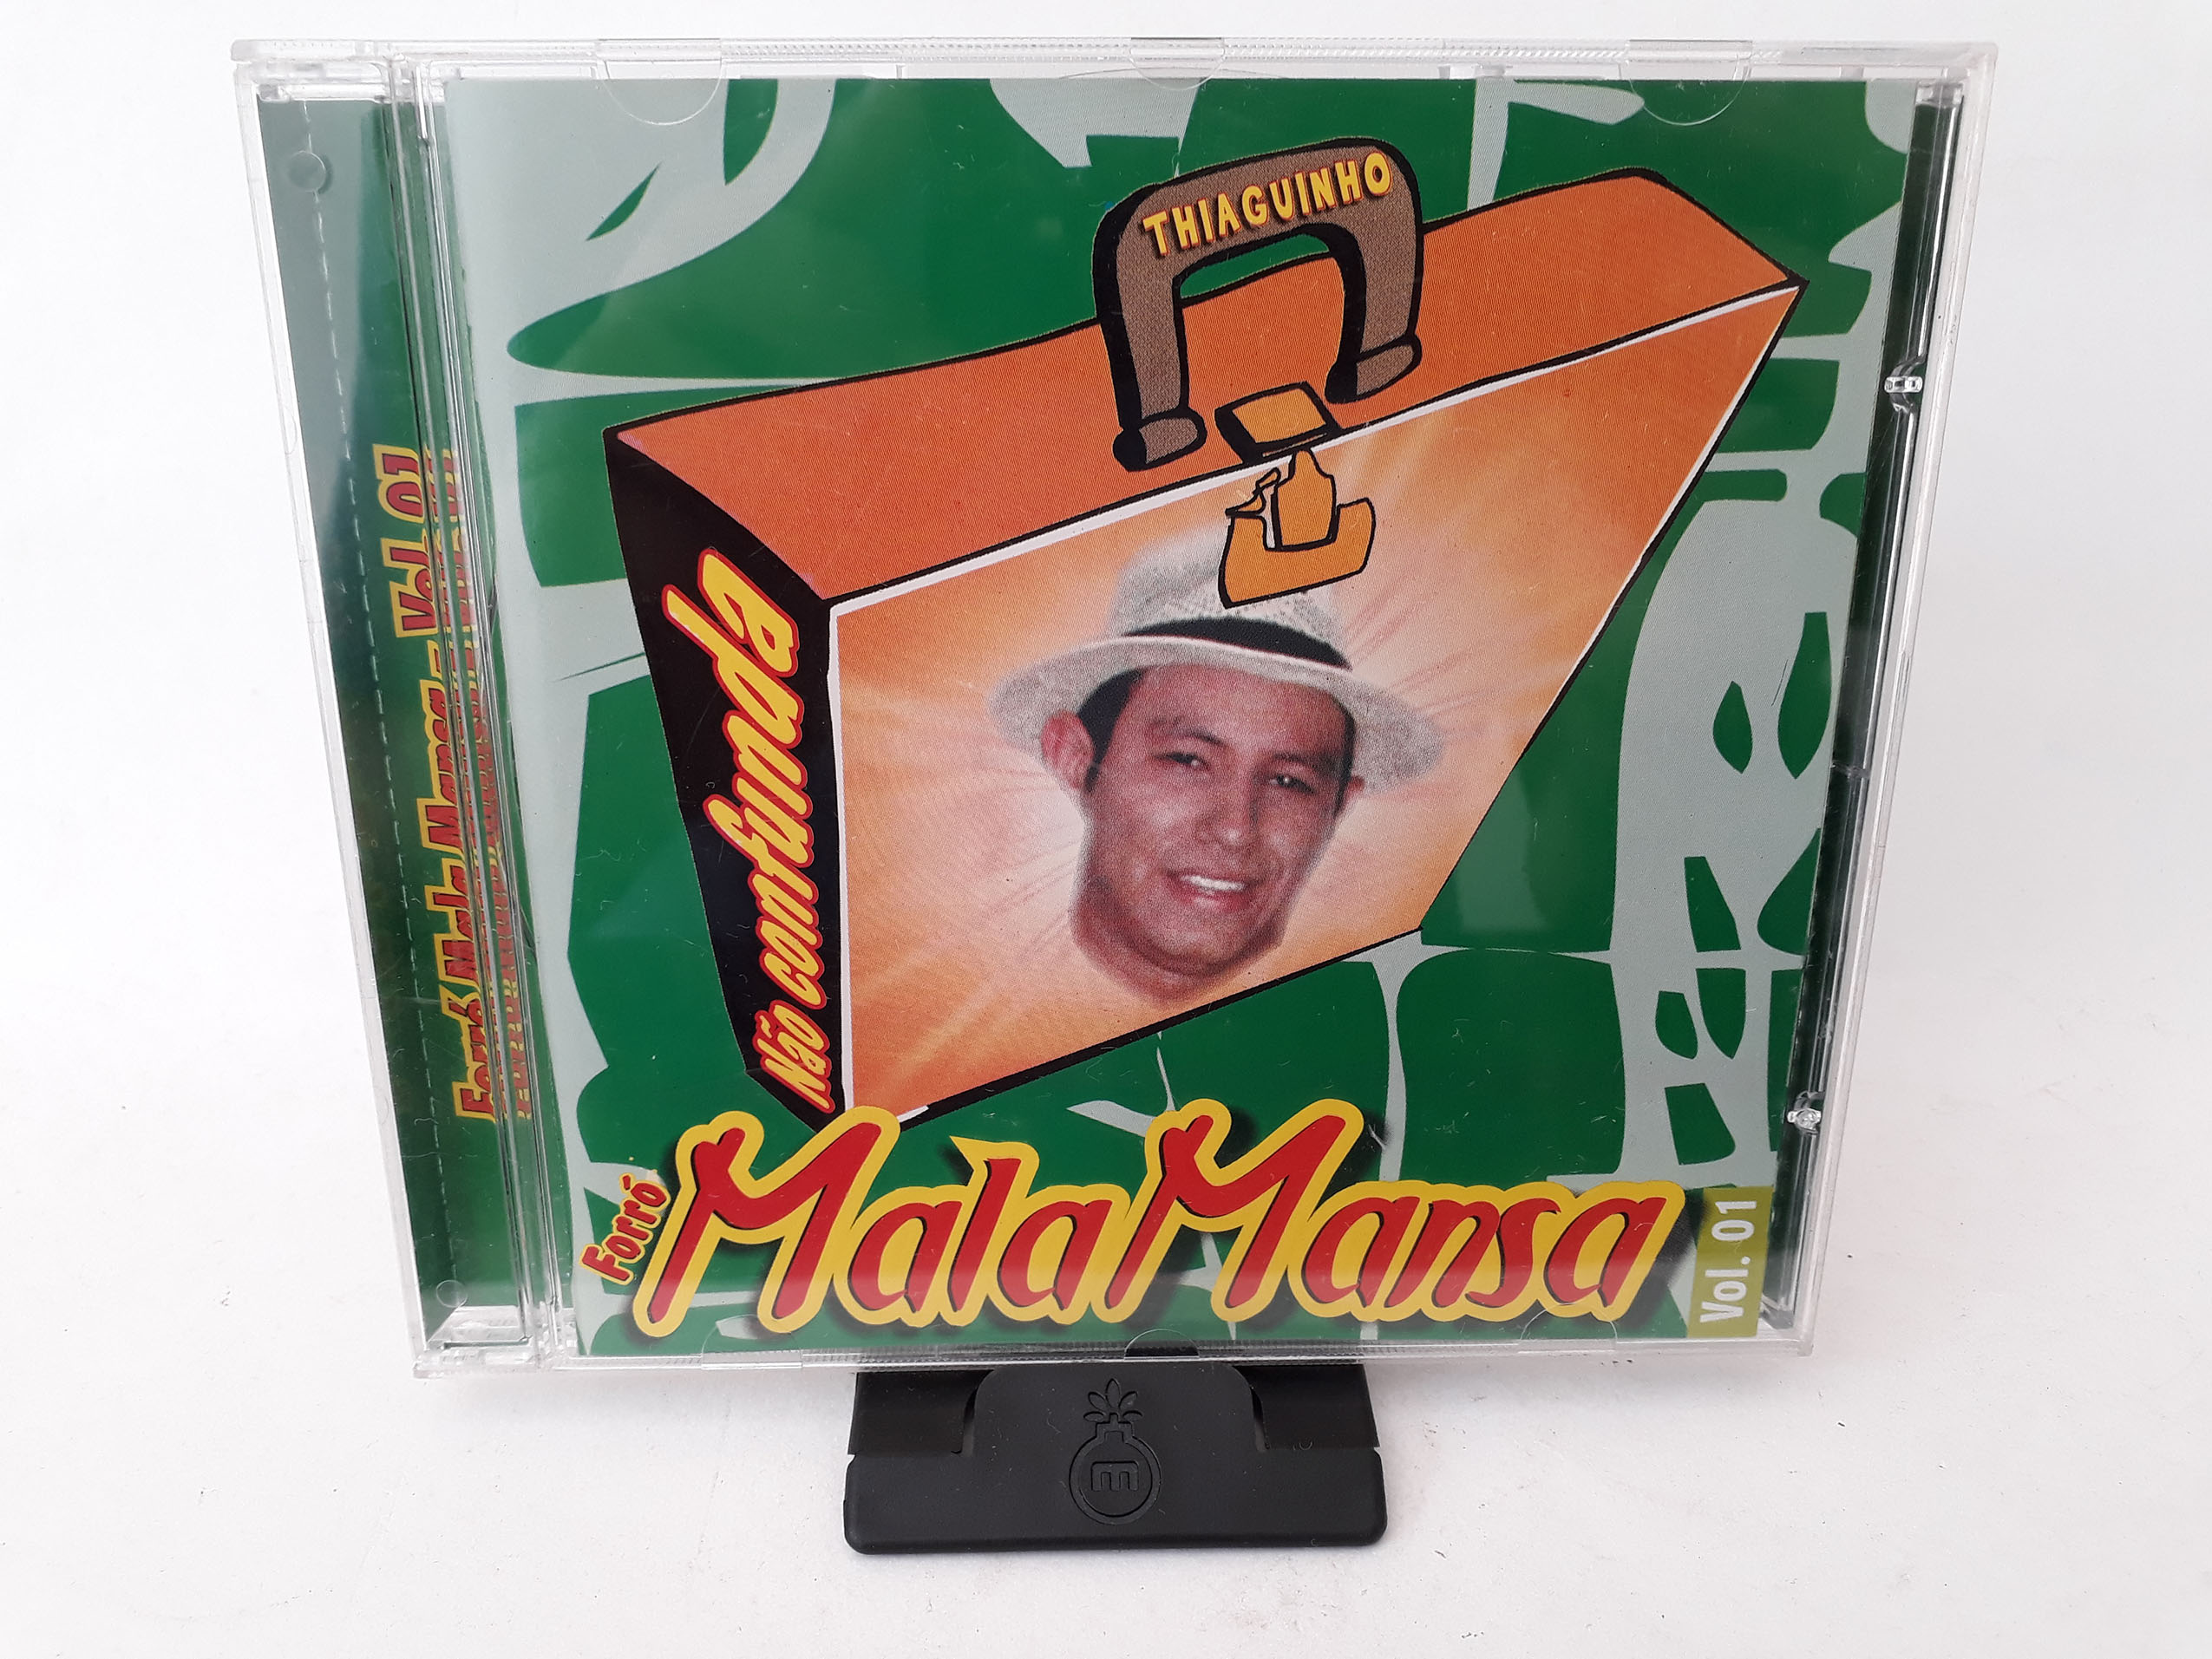 THIAGUINHO
Não confunda
Forró MalaMansa
Vol. 01
Forró Mala Mansa - Vol. 01